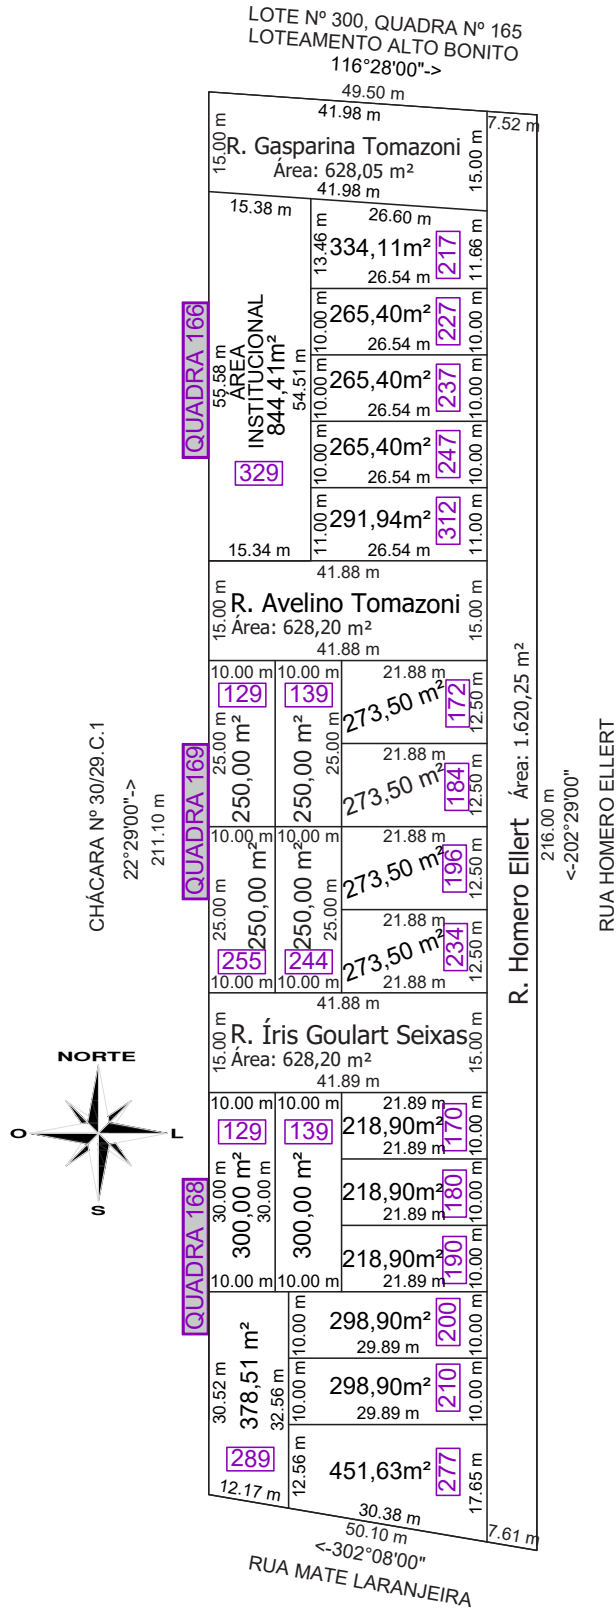 LOTE Nº 300, QUADRA Nº 165
LOTEAMENTO ALTO BONITO
116°28'00"->
49.50 m
41.98 m
7.52 m
15.00 m
R. Gasparina Tomazoni
Área: 628,05 m²
15.00 m
41.98 m
15.38 m
26.60 m
13.46 m
334,11m²
217
11.66 m
26.54 m
QUADRA 166
55.58 m
ÁREA
INSTITUCIONAL
844,41m²
54.51 m
329
15.34 m
10.00 m
265,40m²
227
10.00 m
26.54 m
10.00 m
265,40m²
237
10.00 m
26.54 m
10.00 m
265,40m²
247
10.00 m
26.54 m
11.00 m
291,94m²
312
11.00 m
26.54 m
41.88 m
15.00 m
R. Avelino Tomazoni
Área: 628,20 m²
15.00 m
41.88 m
10.00 m
10.00 m
21.88 m
129
139
273,50 m²
172
12.50 m
25.00 m
250,00 m²
250,00 m²
25.00 m
21.88 m
273,50 m²
184
12.50 m
QUADRA 169
10.00 m
10.00 m
21.88 m
273,50 m²
196
12.50 m
25.00 m
250,00 m²
250,00 m²
25.00 m
21.88 m
273,50 m²
234
12.50 m
255
244
10.00 m
10.00 m
21.88 m
CHÁCARA Nº 30/29.C.1
22°29'00"->
211.10 m
R. Homero Ellert
Área: 1.620,25 m²
216.00 m
<-202°29'00"
RUA HOMERO ELLERT
41.88 m
15.00 m
R. Íris Goulart Seixas
Área: 628,20 m²
15.00 m
41.89 m
NORTE
O
L
S
10.00 m
10.00 m
21.89 m
129
139
218,90m²
170
10.00 m
21.89 m
30.00 m
300,00 m²
30.00 m
300,00 m²
218,90m²
180
10.00 m
21.89 m
QUADRA 168
218,90m²
190
10.00 m
21.89 m
10.00 m
10.00 m
30.52 m
378,51 m²
32.56 m
289
12.17 m
10.00 m
298,90m²
200
10.00 m
29.89 m
10.00 m
298,90m²
210
10.00 m
29.89 m
12.56 m
451,63m²
277
17.65 m
30.38 m
7.61 m
50.10 m
<-302°08'00"
RUA MATE LARANJEIRA